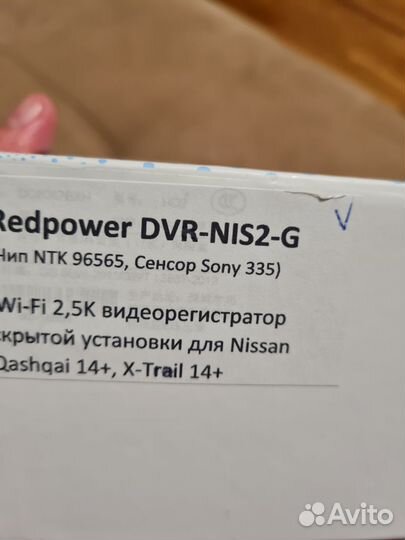 Redpower DVR-NIS2-G
Чип NTK 96565, Сенсор Sony 335)
Wi-Fi 2,5K видеорегистратор
скрытой установки для Nissan
Qashqai 14+, X-Trail 14+
Avito